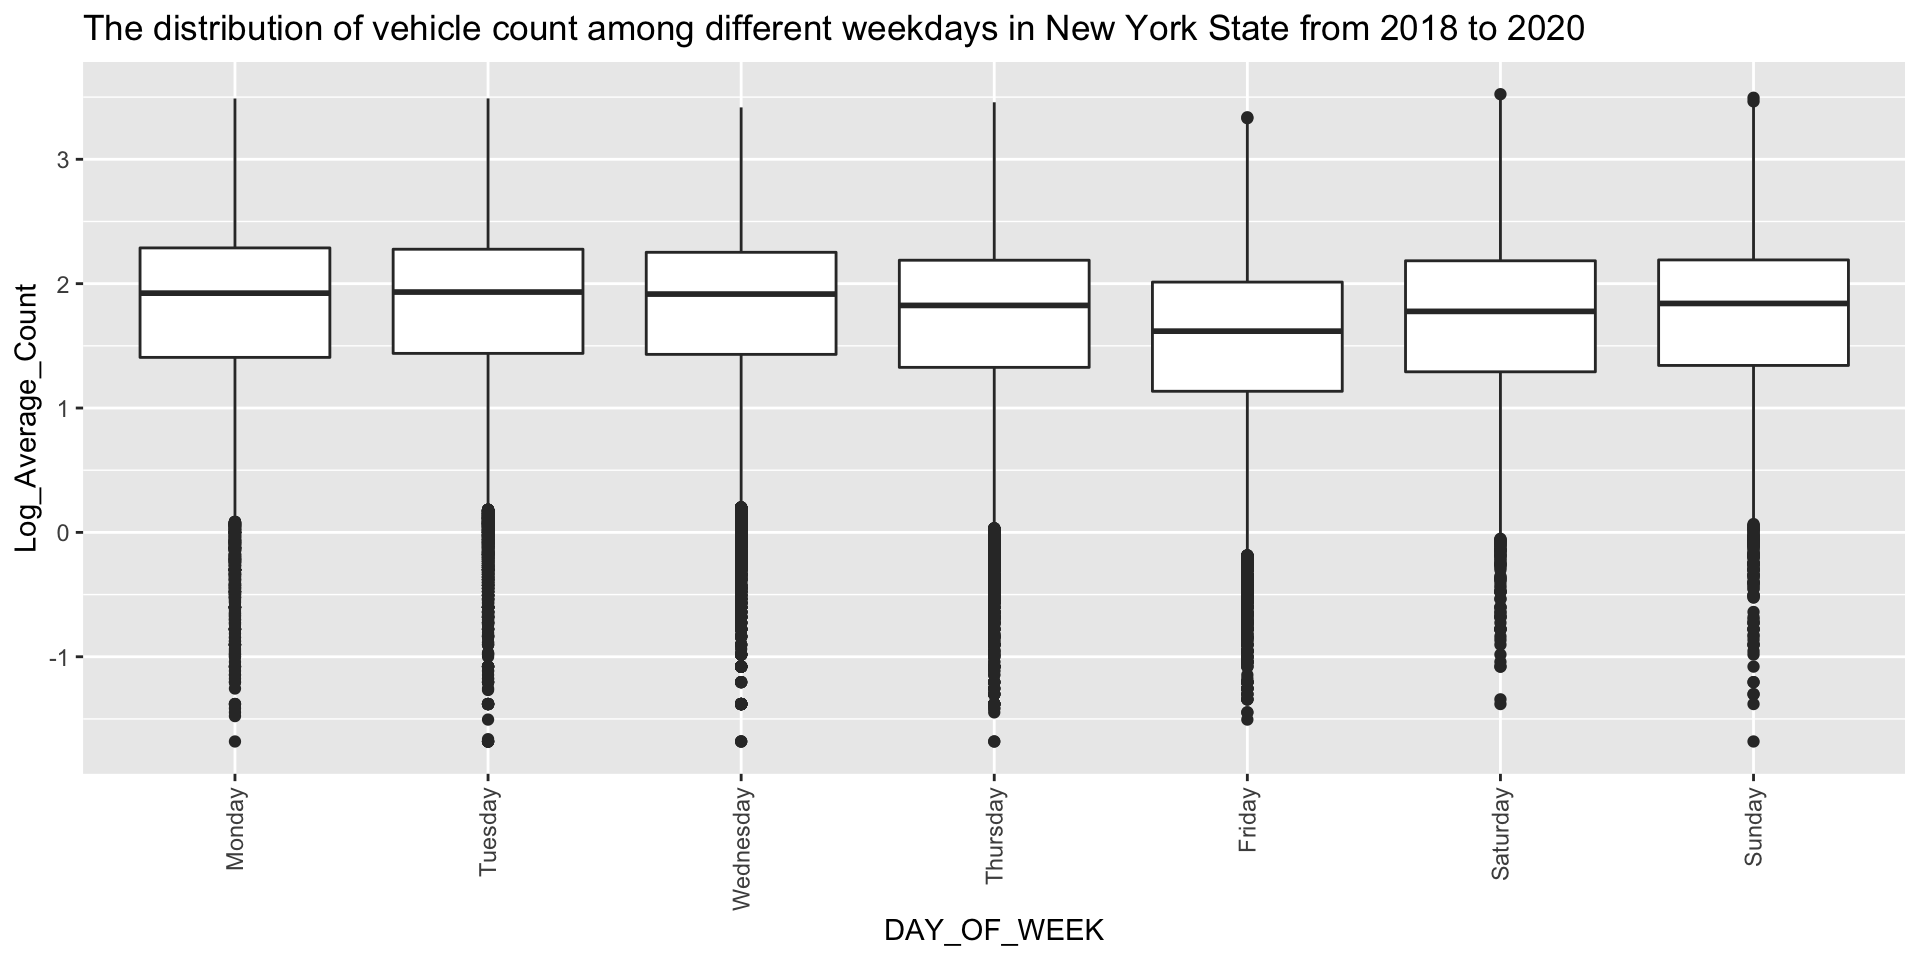 The distribution of vehicle count among different weekdays in New York State from 2018 to 2020
Log_Average_Count
3
2
1
0
-1
Monday
Tuesday
Wednesday
Thursday
Friday
Saturday
Sunday
DAY_OF_WEEK